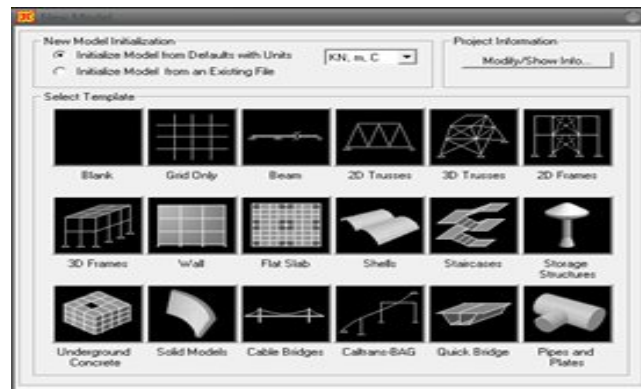 New Model
New Model Initialization
Initialize Model from Defaults with Units
KN, m, C
Initialize Model from an Existing File
Project Information
Modify/Show Info...
Select Template
Blank
Grid Only
Beam
2D Trusses
3D Trusses
2D Frames
3D Frames
Wall
Flat Slab
Shells
Staircases
Storage
Structures
Underground
Concrete
Solid Models
Cable Bridges
Caltrans-BAG
Quick Bridge
Pipes and
Plates